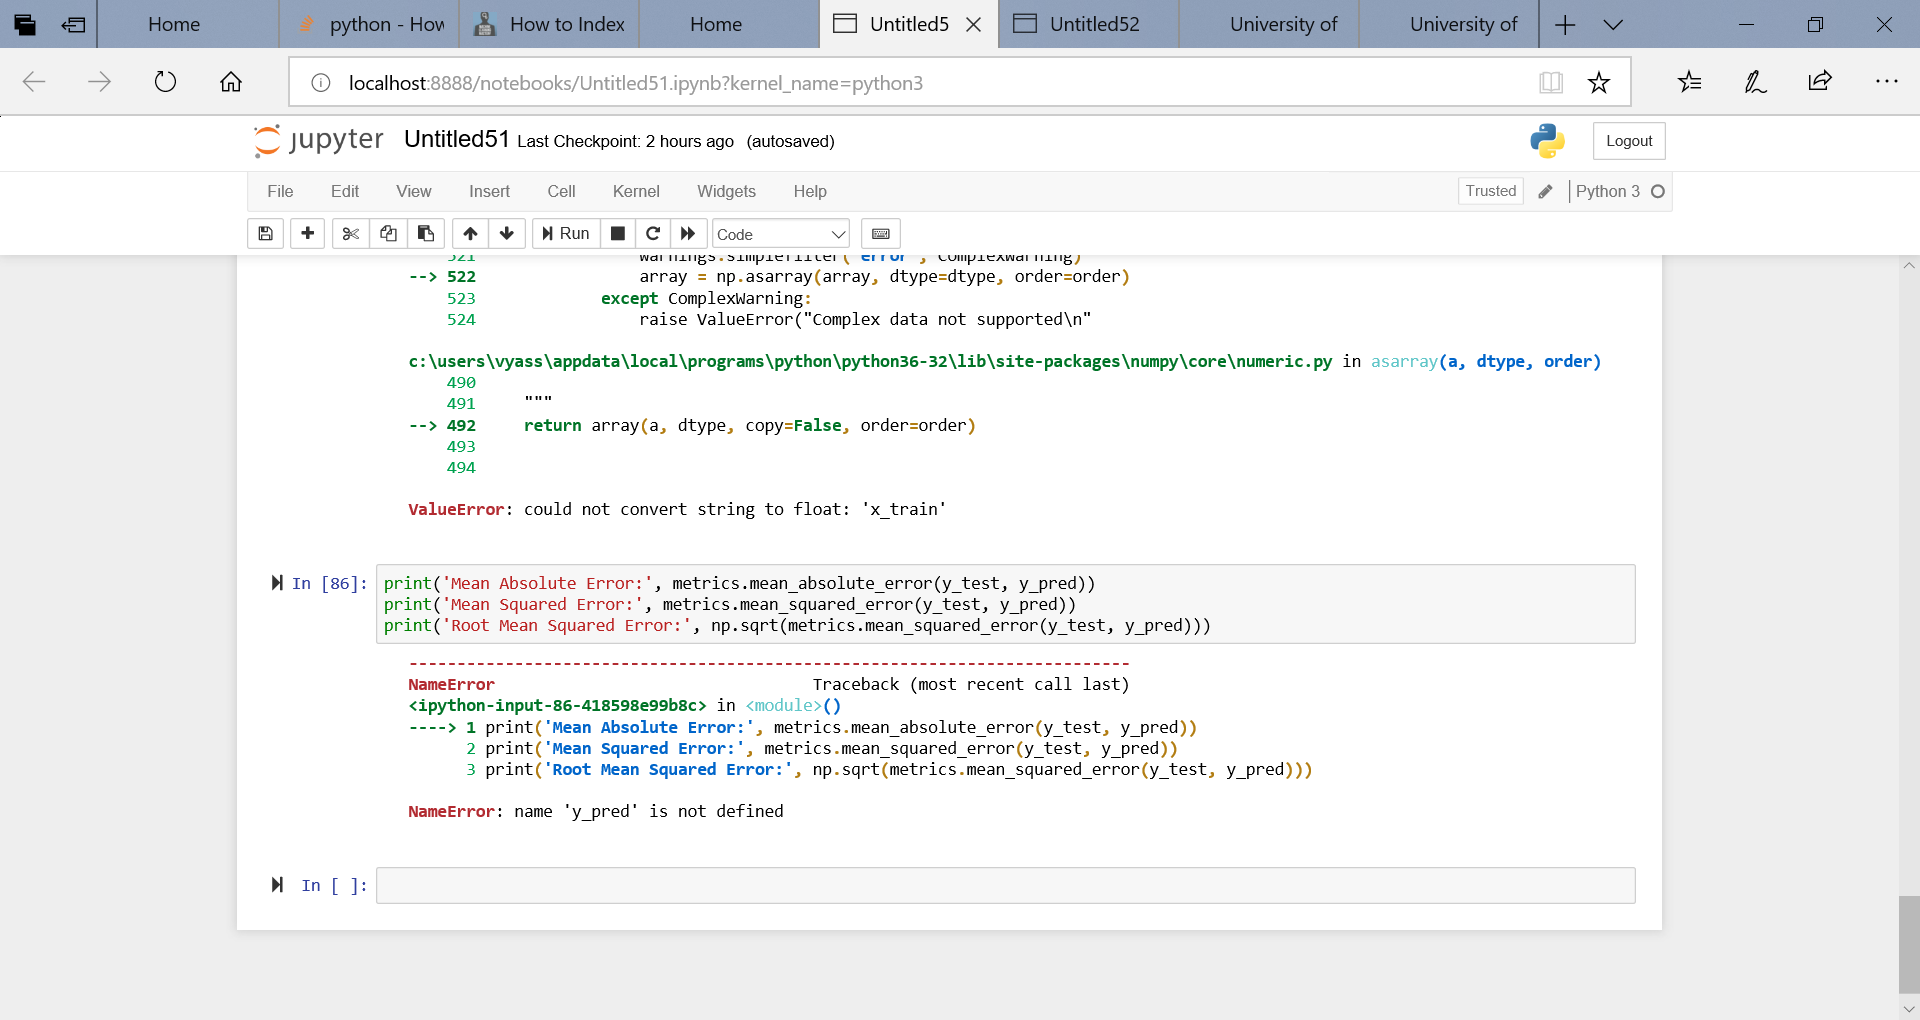 Home
python - How
How to Index
Home
Untitled5
Untitled52
University of
University of
localhost:8888/notebooks/Untitled51.ipynb?kernel_name=python3
jupyter Untitled51 Last Checkpoint: 2 hours ago (autosaved)
Logout
File Edit View Insert Cell Kernel Widgets Help
Trusted Python 3
Run Code
521 warnings.simplefilter('error', ComplexWarning)
--> 522 array = np.asarray(array, dtype=dtype, order=order)
523 except ComplexWarning:
524 raise ValueError("Complex data not supported\n"
c:\users\vyass\appdata\local\programs\python\python36-32\lib\site-packages\numpy\core\numeric.py in asarray(a, dtype, order)
490
491 """
--> 492 return array(a, dtype, copy=False, order=order)
493
494
ValueError: could not convert string to float: 'x_train'
In [86]: print('Mean Absolute Error:', metrics.mean_absolute_error(y_test, y_pred))
print('Mean Squared Error:', metrics.mean_squared_error(y_test, y_pred))
print('Root Mean Squared Error:', np.sqrt(metrics.mean_squared_error(y_test, y_pred)))
---------------------------------------------------------------------------
NameError Traceback (most recent call last)
<ipython-input-86-418598e99b8c> in <module>()
----> 1 print('Mean Absolute Error:', metrics.mean_absolute_error(y_test, y_pred))
2 print('Mean Squared Error:', metrics.mean_squared_error(y_test, y_pred))
3 print('Root Mean Squared Error:', np.sqrt(metrics.mean_squared_error(y_test, y_pred)))
NameError: name 'y_pred' is not defined
In [ ]: